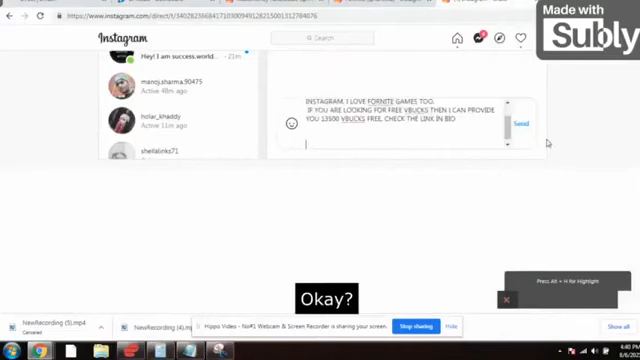 Made with
Subly
https://www.instagram.com/direct/t/340282366841710300949128215001312784076
Instagram
Search
Hey! I am success.world... · 21m
INSTAGRAM. I LOVE FORNITE GAMES TOO.
IF YOU ARE LOOKING FOR FREE VBUCKS THEN I CAN PROVIDE
YOU 13500 VBUCKS FREE. CHECK THE LINK IN BIO
Send
manoj.sharma.90475
Active 48m ago
holar_khaddy
Active 11m ago
sheilalinks71
Press Alt + H for Highlight
Okay?
NewRecording (5).mp4
Canceled
NewRecording (4).mp4
Hippo Video - No#1 Webcam & Screen Recorder is sharing your screen.
Stop sharing
Hide
Show all
4:40 PM